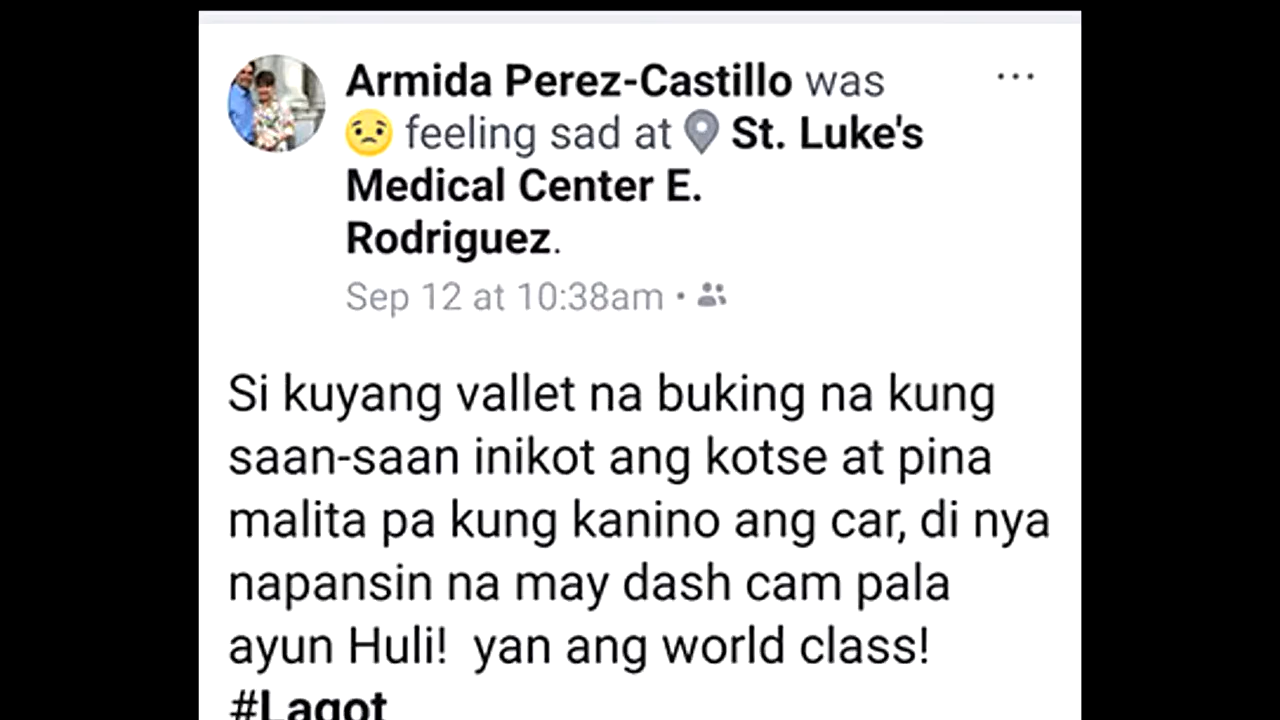 Armida Perez-Castillo was
😟 feeling sad at St. Luke's
Medical Center E.
Rodriguez.
Sep 12 at 10:38am •
Si kuyang vallet na buking na kung
saan-saan inikot ang kotse at pina
malita pa kung kanino ang car, di nya
napansin na may dash cam pala
ayun Huli!  yan ang world class!
#Lagot